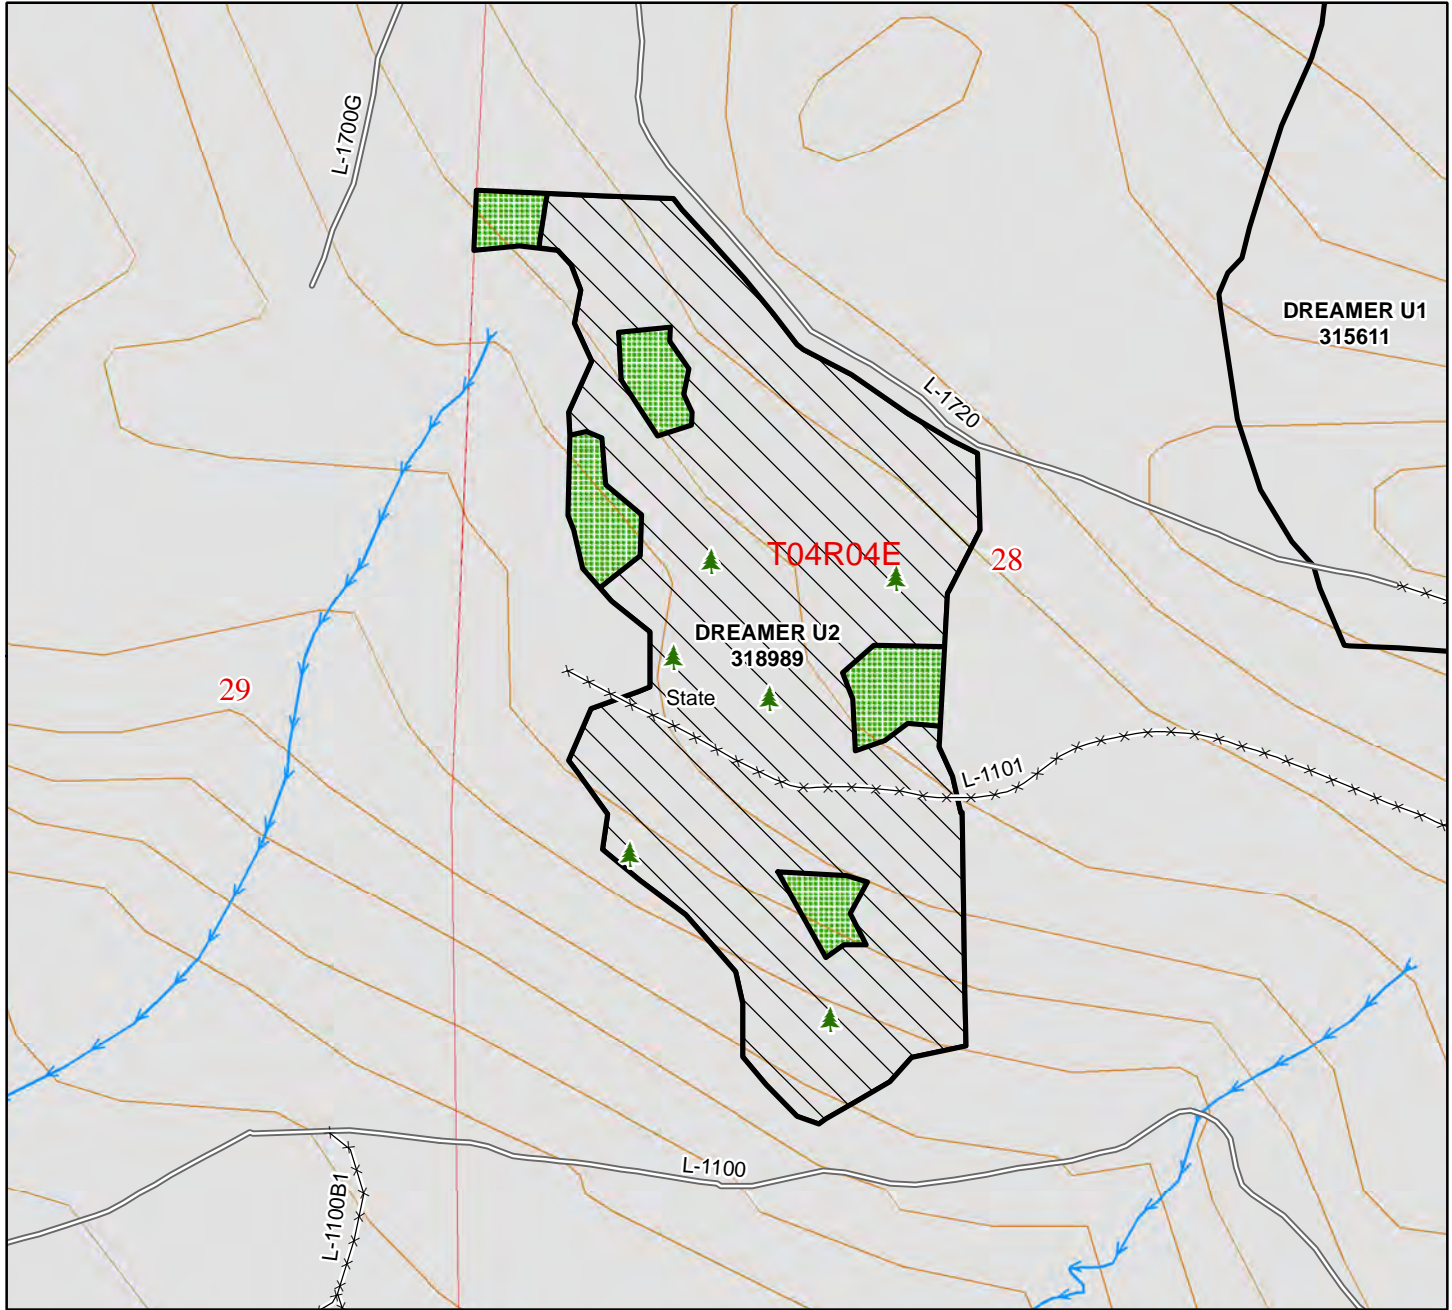 L-1700G
DREAMER U1
315611
L-1720
T04R04E
28
DREAMER U2
318989
29
State
L-1101
L-1100
L-1100B1